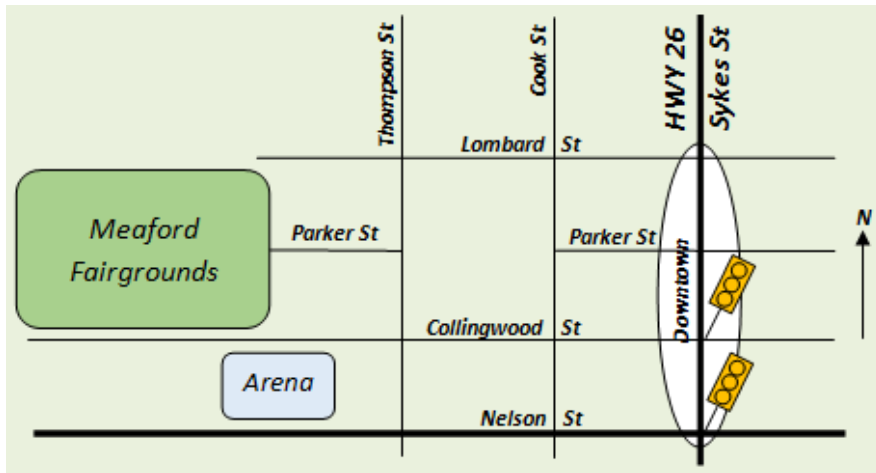 Thompson St
Cook St
HWY 26
Sykes St
Lombard St
Meaford
Fairgrounds
Parker St
Parker St
N
Downtown
Collingwood St
Arena
Nelson St